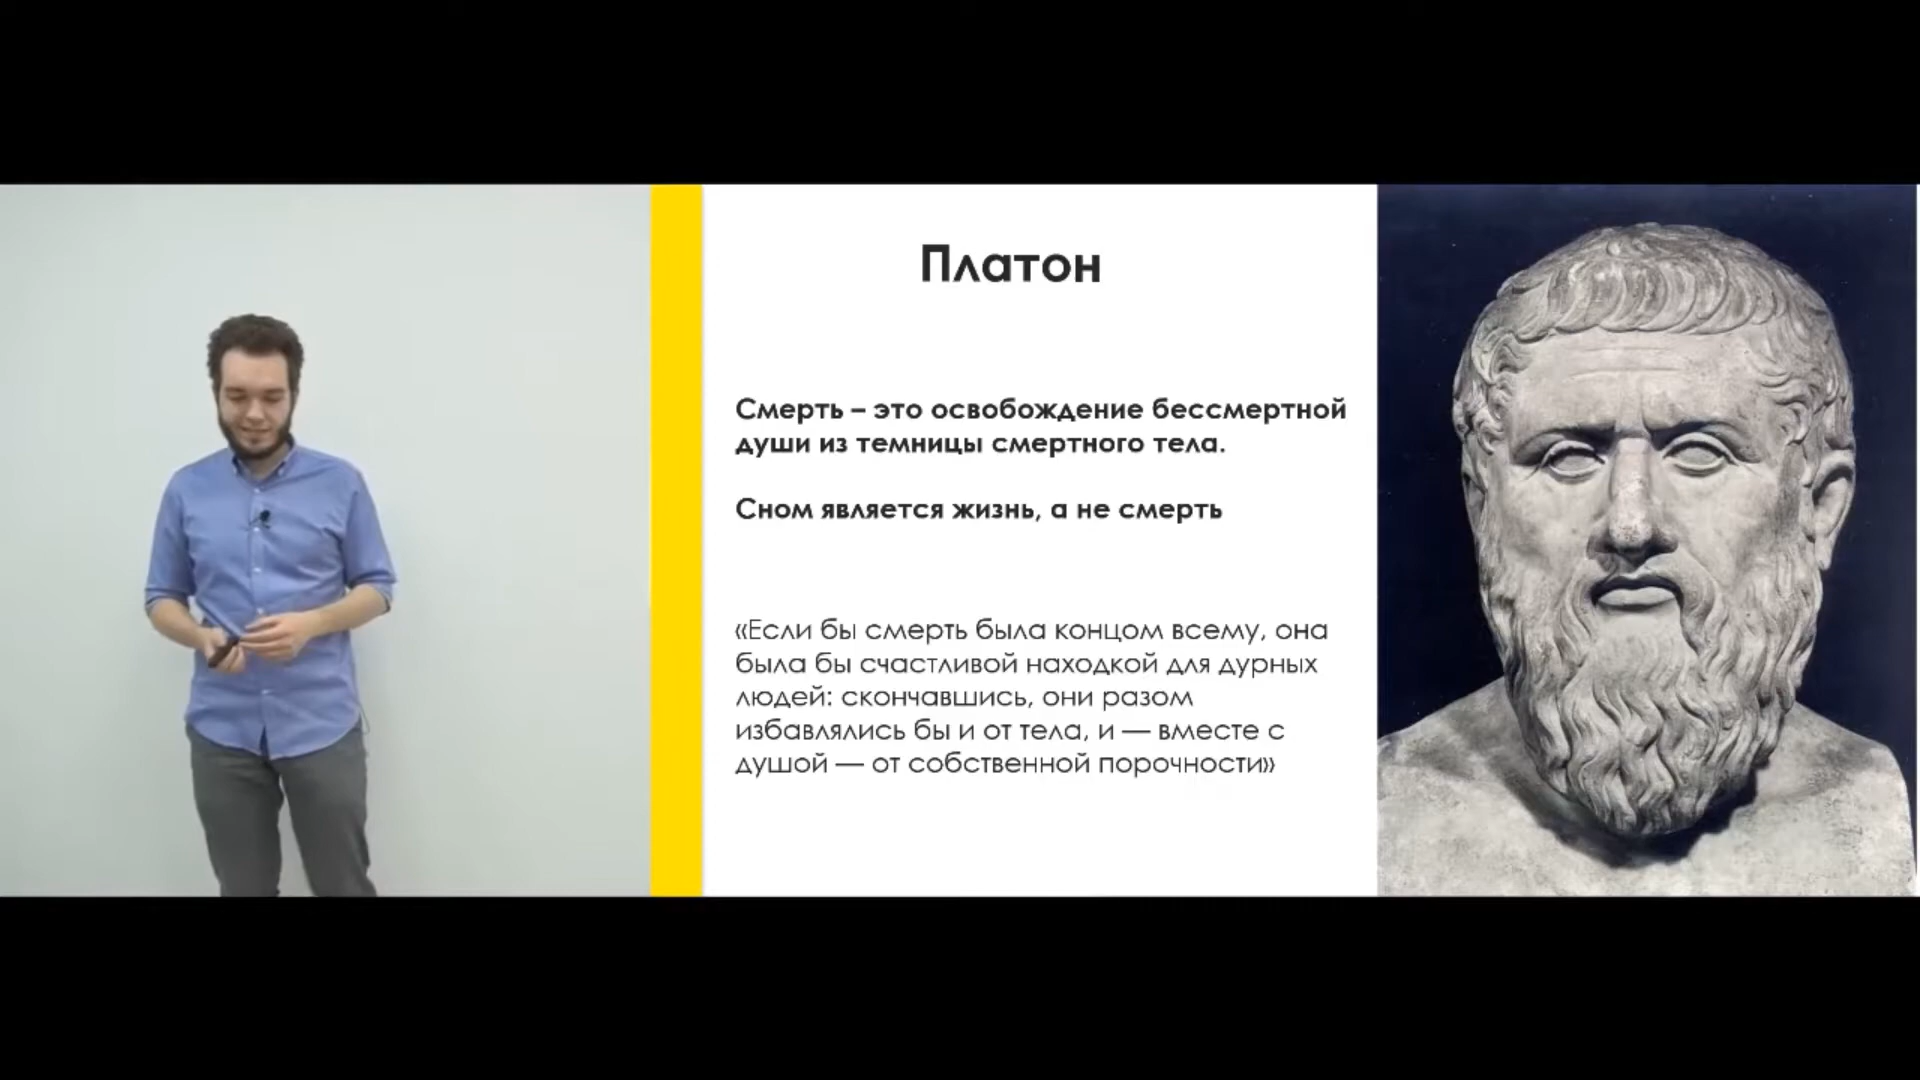 Платон
Смерть – это освобождение бессмертной
души из темницы смертного тела.
Сном является жизнь, а не смерть
«Если бы смерть была концом всему, она
была бы счастливой находкой для дурных
людей: скончавшись, они разом
избавлялись бы и от тела, и — вместе с
душой — от собственной порочности»